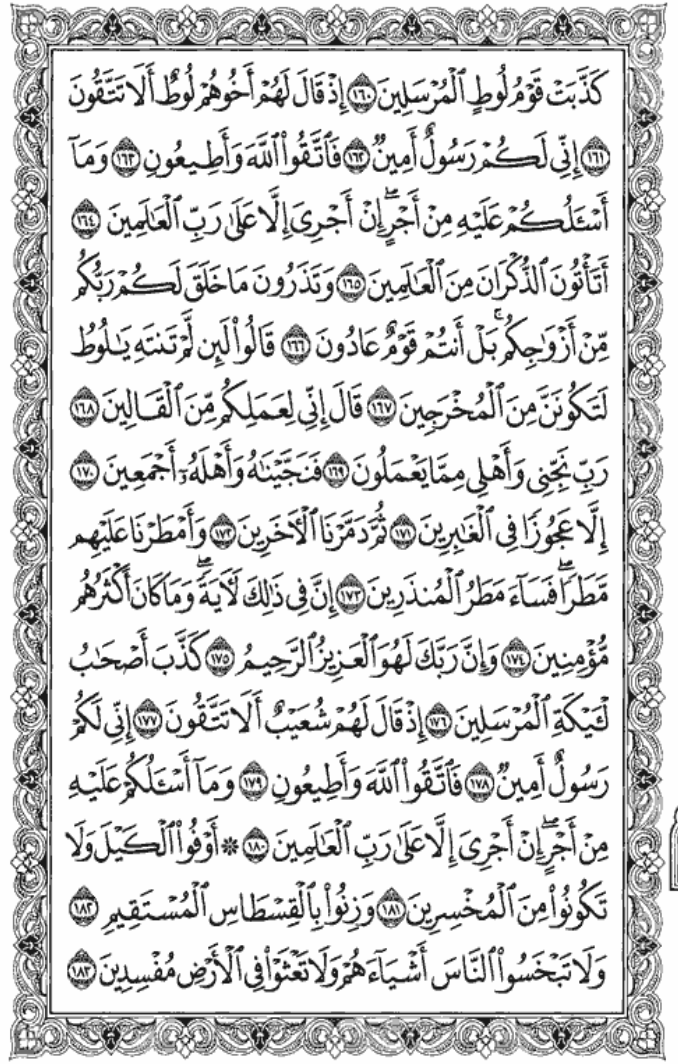 كَذَّبَتۡ قَوۡمُ لُوطٍ ٱلۡمُرۡسَلِينَ ١٦٠ إِذۡ قَالَ لَهُمۡ أَخُوهُمۡ لُوطٌ أَلَا تَتَّقُونَ
١٦١ إِنِّي لَكُمۡ رَسُولٌ أَمِينٞ ١٦٢ فَٱتَّقُواْ ٱللَّهَ وَأَطِيعُونِ ١٦٣ وَمَآ
أَسۡـَٔلُكُمۡ عَلَيۡهِ مِنۡ أَجۡرٍۖ إِنۡ أَجۡرِيَ إِلَّا عَلَىٰ رَبِّ ٱلۡعَٰلَمِينَ ١٦٤
أَتَأۡتُونَ ٱلذُّكۡرَانَ مِنَ ٱلۡعَٰلَمِينَ ١٦٥ وَتَذَرُونَ مَا خَلَقَ لَكُمۡ رَبُّكُم
مِّنۡ أَزۡوَٰجِكُمۚ بَلۡ أَنتُمۡ قَوۡمٌ عَادُونَ ١٦٦ قَالُواْ لَئِن لَّمۡ تَنتَهِ يَٰلُوطُ
لَتَكُونَنَّ مِنَ ٱلۡمُخۡرَجِينَ ١٦٧ قَالَ إِنِّي لِعَمَلِكُم مِّنَ ٱلۡقَالِينَ ١٦٨
رَبِّ نَجِّنِي وَأَهۡلِي مِمَّا يَعۡمَلُونَ ١٦٩ فَنَجَّيۡنَٰهُ وَأَهۡلَهُۥٓ أَجۡمَعِينَ ١٧٠
إِلَّا عَجُوزٗا فِي ٱلۡغَٰبِرِينَ ١٧١ ثُمَّ دَمَّرۡنَا ٱلۡأٓخَرِينَ ١٧٢ وَأَمۡطَرۡنَا عَلَيۡهِم
مَّطَرٗاۖ فَسَآءَ مَطَرُ ٱلۡمُنذَرِينَ ١٧٣ إِنَّ فِي ذَٰلِكَ لَأٓيَةٗۖ وَمَا كَانَ أَكۡثَرُهُم
مُّؤۡمِنِينَ ١٧٤ وَإِنَّ رَبَّكَ لَهُوَ ٱلۡعَزِيزُ ٱلرَّحِيمُ ١٧٥ كَذَّبَ أَصۡحَٰبُ
لۡـَٔيۡكَةِ ٱلۡمُرۡسَلِينَ ١٧٦ إِذۡ قَالَ لَهُمۡ شُعَيۡبٌ أَلَا تَتَّقُونَ ١٧٧ إِنِّي لَكُمۡ
رَسُولٌ أَمِينٞ ١٧٨ فَٱتَّقُواْ ٱللَّهَ وَأَطِيعُونِ ١٧٩ وَمَآ أَسۡـَٔلُكُمۡ عَلَيۡهِ
مِنۡ أَجۡرٍۖ إِنۡ أَجۡرِيَ إِلَّا عَلَىٰ رَبِّ ٱلۡعَٰلَمِينَ ١٨٠ ۞ أَوۡفُواْ ٱلۡكَيۡلَ وَلَا
تَكُونُواْ مِنَ ٱلۡمُخۡسِرِينَ ١٨١ وَزِنُواْ بِٱلۡقِسۡطَاسِ ٱلۡمُسۡتَقِيمِ ١٨٢
وَلَا تَبۡخَسُواْ ٱلنَّاسَ أَشۡيَآءَهُمۡ وَلَا تَعۡثَوۡاْ فِي ٱلۡأَرۡضِ مُفۡسِدِينَ ١٨٣